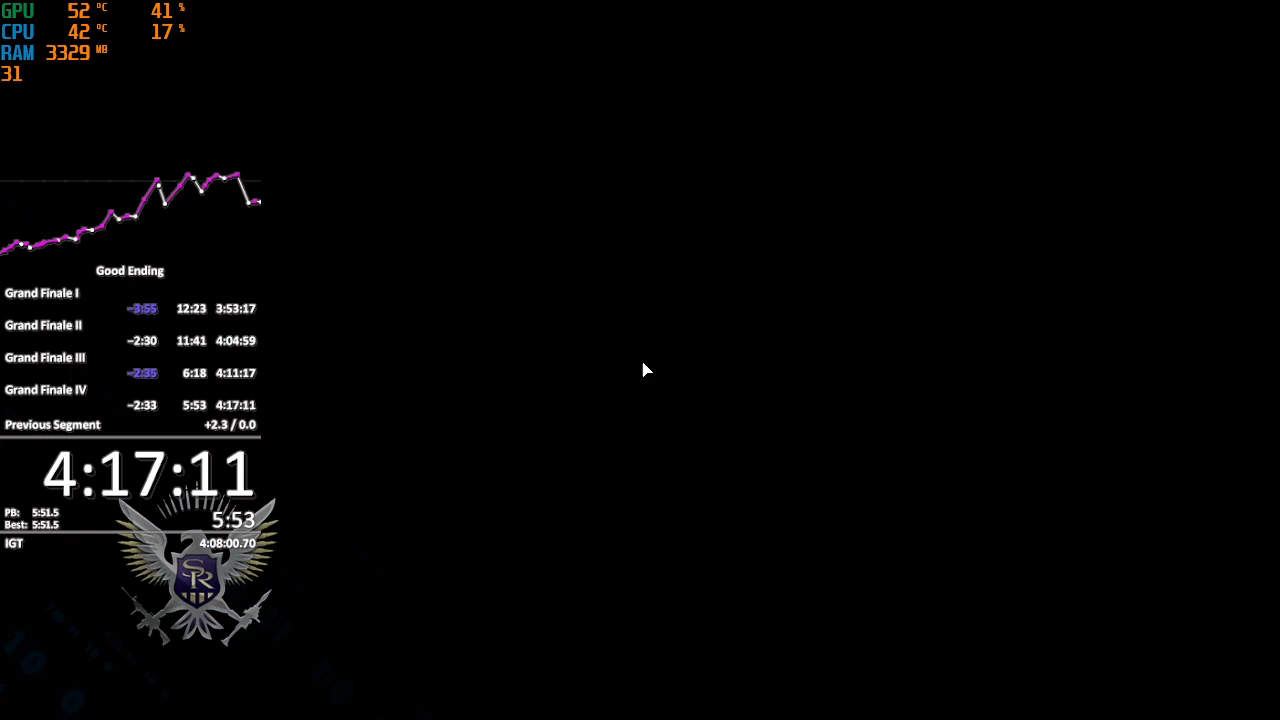 GPU 52 °C 41 %
CPU 42 °C 17 %
RAM 3329 MB
31
Good Ending
Grand Finale I
−3:55 12:23 3:53:17
Grand Finale II
−2:30 11:41 4:04:59
Grand Finale III
−2:35 6:18 4:11:17
Grand Finale IV
−2:33 5:53 4:17:11
Previous Segment +2.3 / 0.0
4:17:11
PB: 5:51.5
5:53
Best: 5:51.5
IGT 4:08:00.70
SR